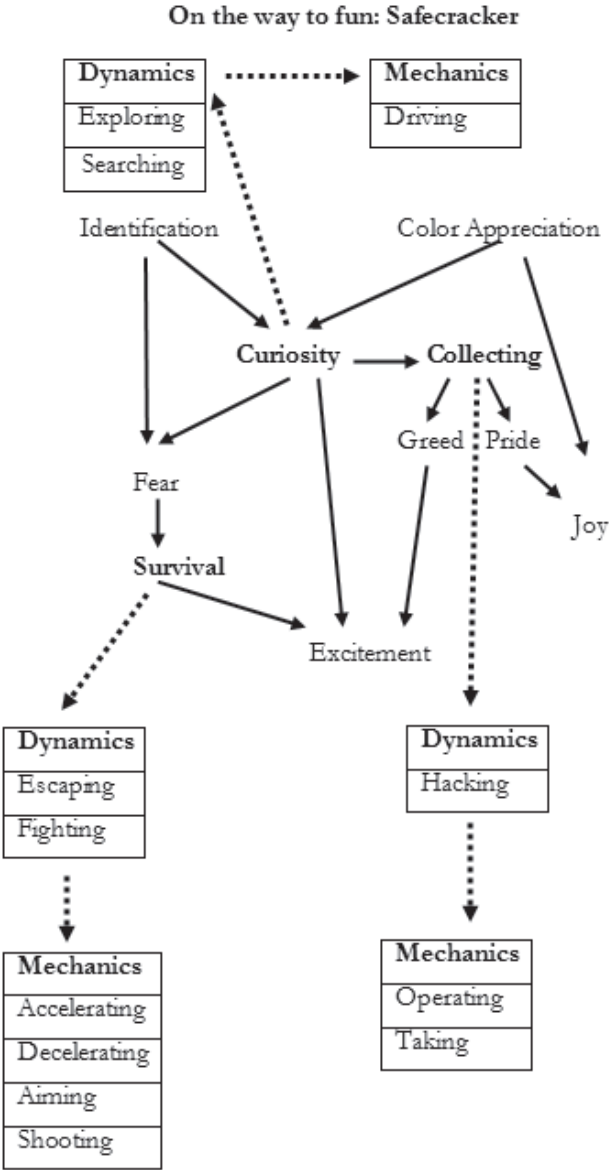 On the way to fun: Safecracker
Dynamics
Exploring
Searching
Mechanics
Driving
Identification
Color Appreciation
Curiosity
Collecting
Greed
Pride
Fear
Joy
Survival
Excitement
Dynamics
Escaping
Fighting
Dynamics
Hacking
Mechanics
Accelerating
Decelerating
Aiming
Shooting
Mechanics
Operating
Taking